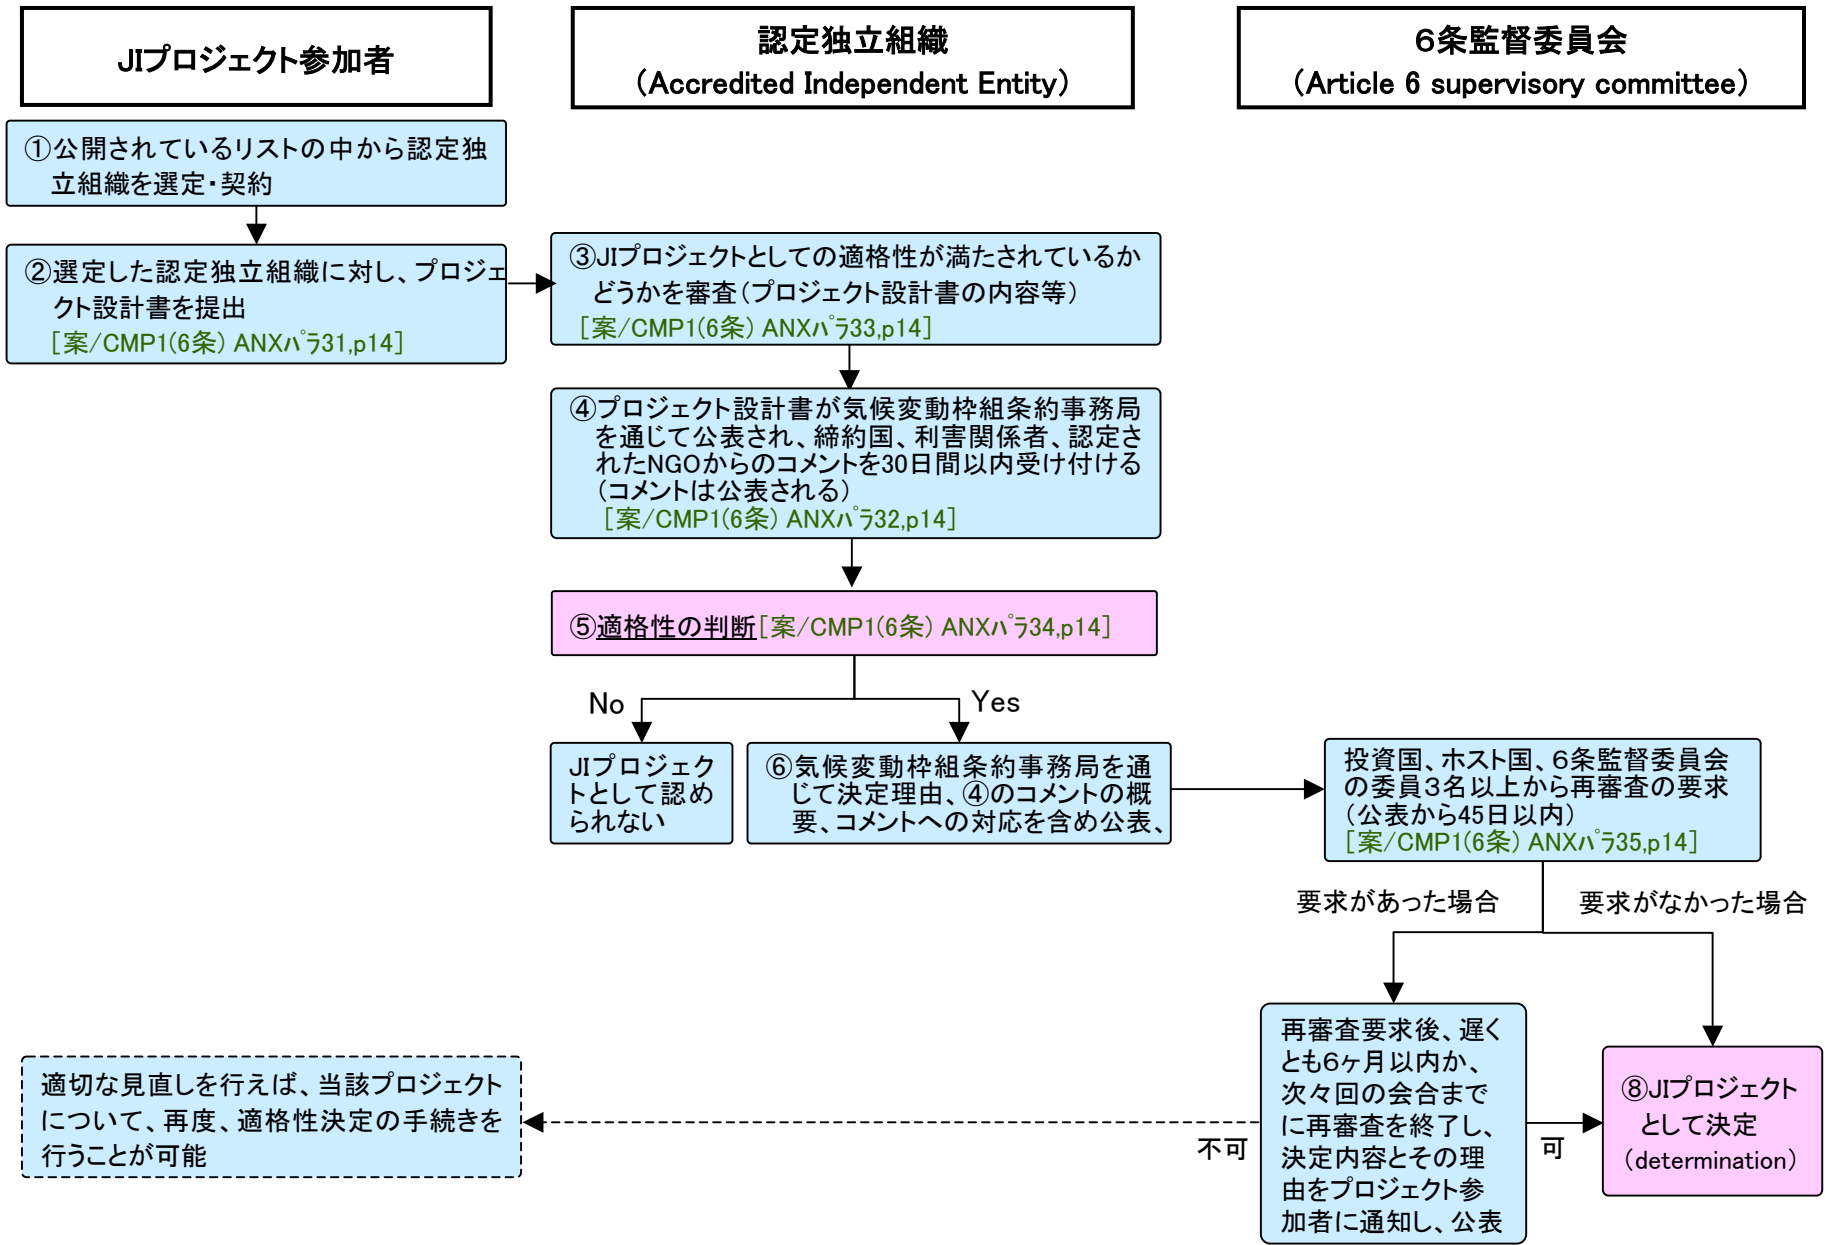 JIプロジェクト参加者
認定独立組織
（Accredited Independent Entity）
６条監督委員会
（Article 6 supervisory committee）
①公開されているリストの中から認定独
立組織を選定・契約
②選定した認定独立組織に対し、プロジェ
クト設計書を提出
［案/CMP1(6条) ANXﾊﾟﾗ31,p14］
③JIプロジェクトとしての適格性が満たされているか
どうかを審査（プロジェクト設計書の内容等）
［案/CMP1(6条) ANXﾊﾟﾗ33,p14］
④プロジェクト設計書が気候変動枠組条約事務局
を通じて公表され、締約国、利害関係者、認定さ
れたNGOからのコメントを30日間以内受け付ける
（コメントは公表される）
［案/CMP1(6条) ANXﾊﾟﾗ32,p14］
⑤適格性の判断［案/CMP1(6条) ANXﾊﾟﾗ34,p14］
No
Yes
JIプロジェク
トとして認め
られない
⑥気候変動枠組条約事務局を通
じて決定理由、④のコメントの概
要、コメントへの対応を含め公表、
投資国、ホスト国、６条監督委員会
の委員３名以上から再審査の要求
（公表から45日以内）
［案/CMP1(6条) ANXﾊﾟﾗ35,p14］
要求があった場合
要求がなかった場合
再審査要求後、遅く
とも６ヶ月以内か、
次々回の会合まで
に再審査を終了し、
決定内容とその理
由をプロジェクト参
加者に通知し、公表
不可
可
⑧JIプロジェクト
として決定
（determination）
適切な見直しを行えば、当該プロジェクト
について、再度、適格性決定の手続きを
行うことが可能